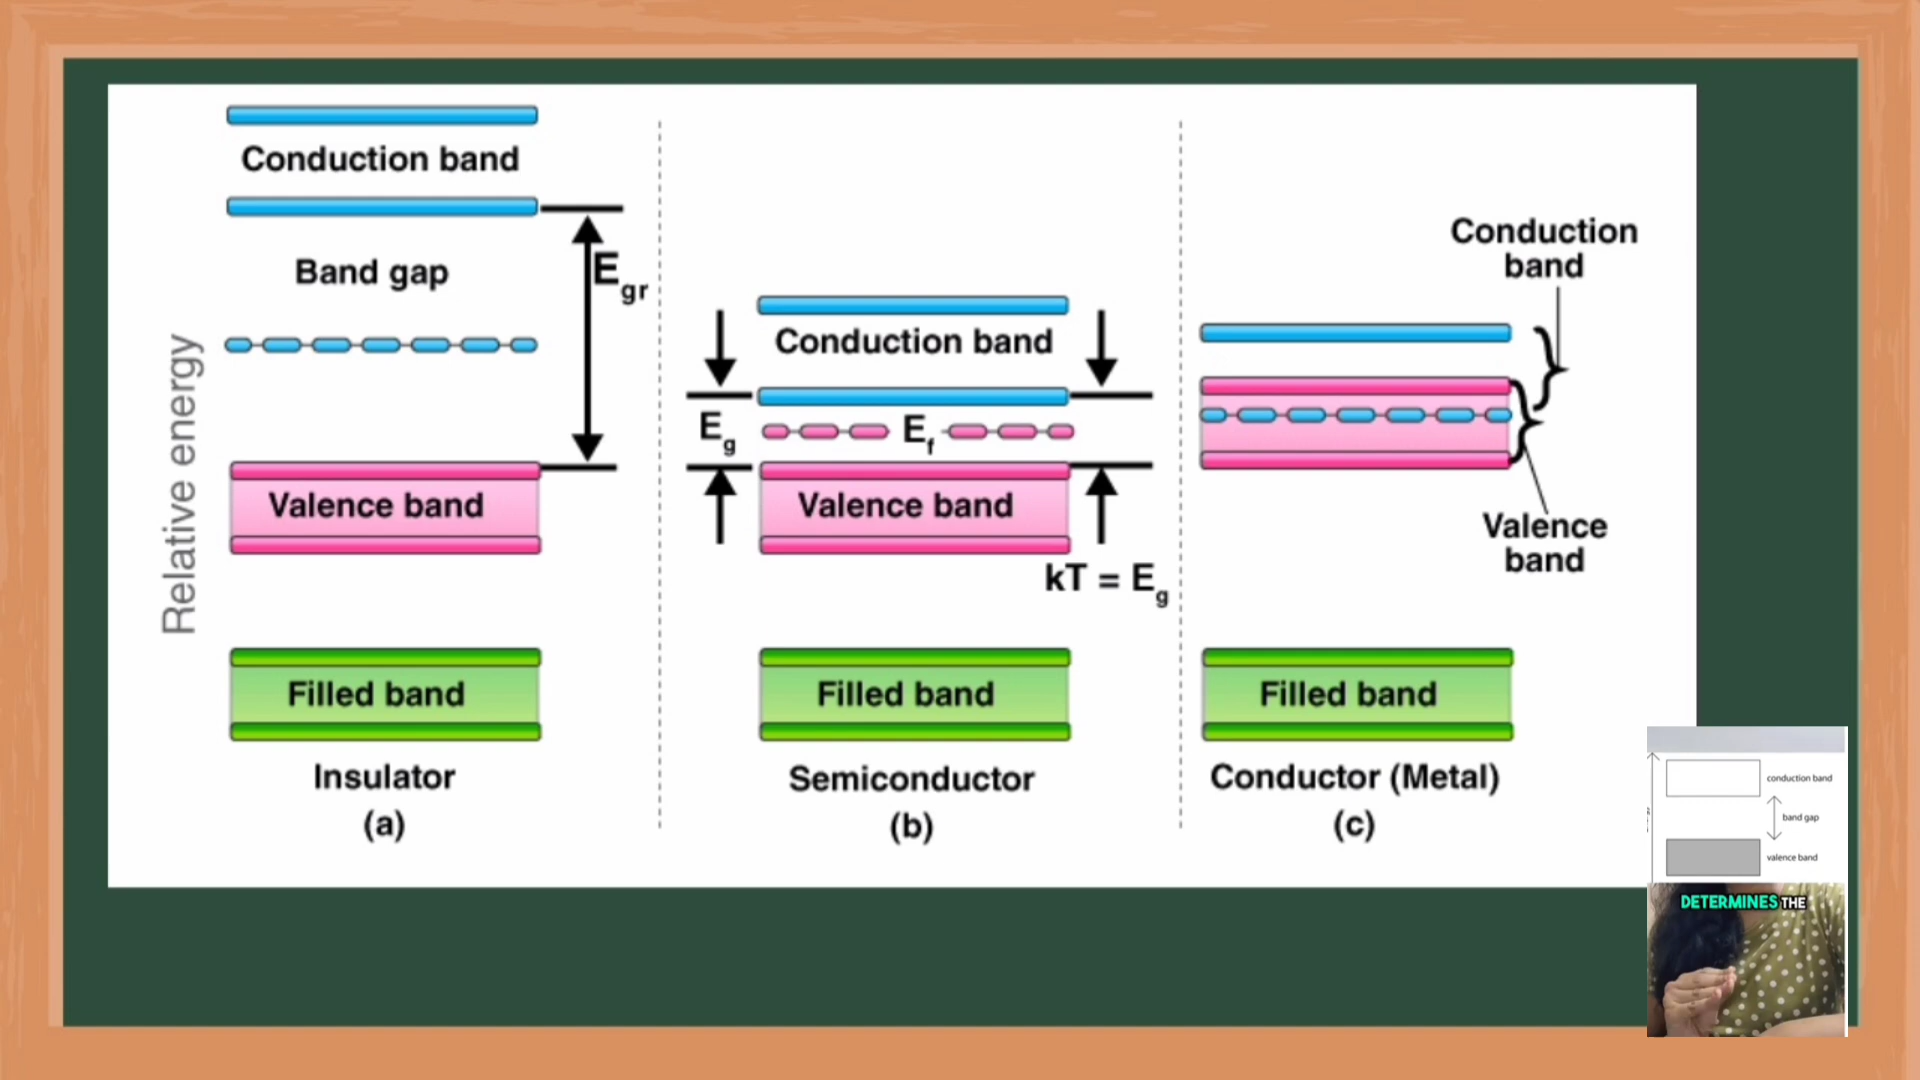 Relative energy
Conduction band
Band gap
E_gr
Valence band
Filled band
Insulator
(a)
Conduction band
E_g
E_f
Valence band
kT = E_g
Filled band
Semiconductor
(b)
Conduction
band
Valence
band
Filled band
Conductor (Metal)
(c)
conduction band
band gap
valence band
DETERMINES THE